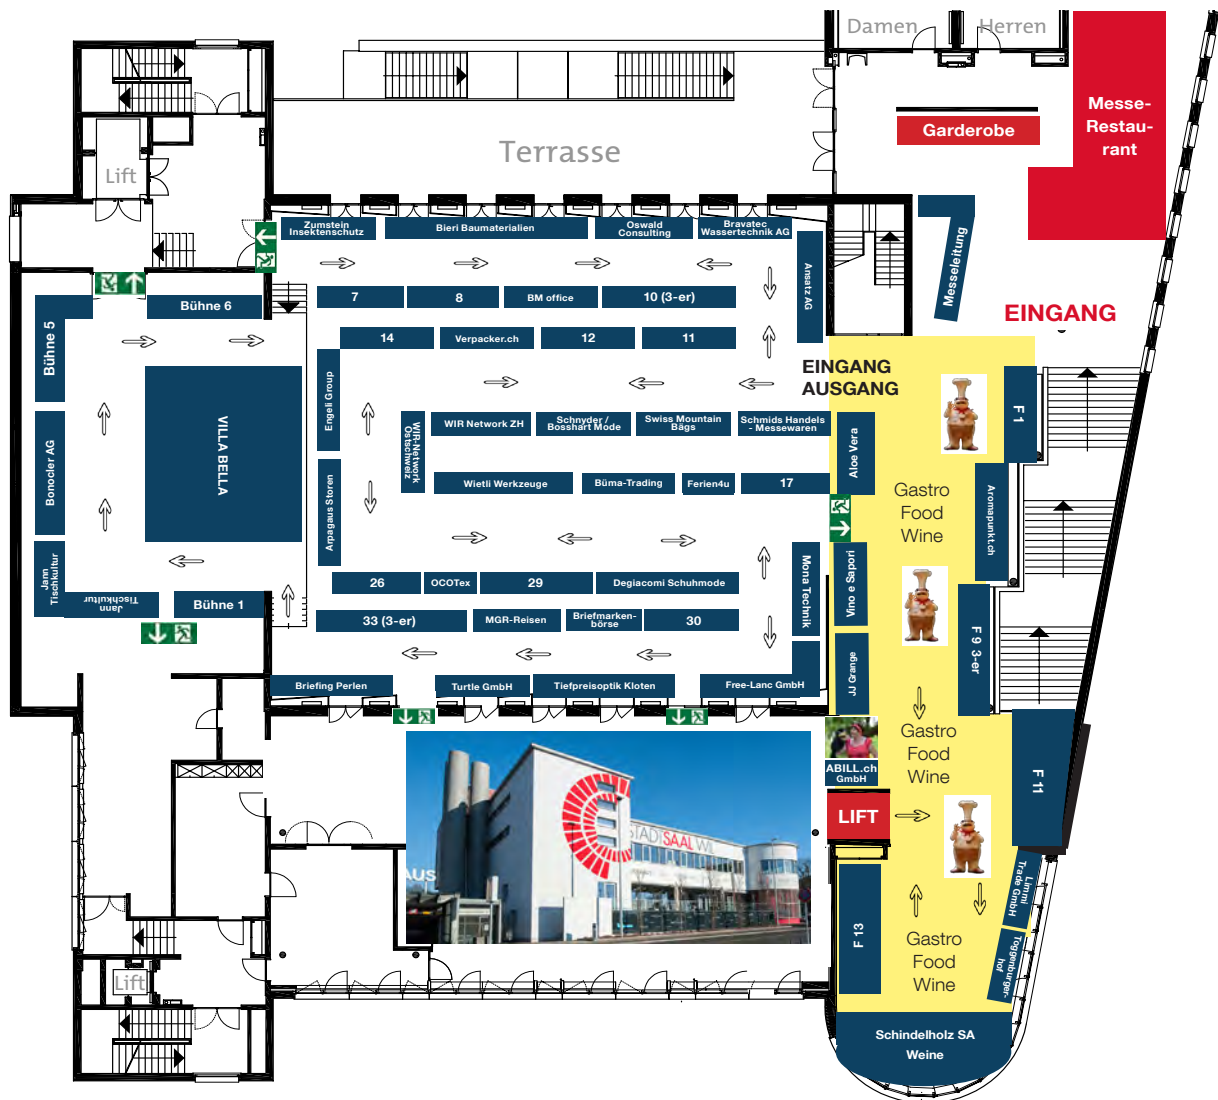 Damen
Herren
Messe-
Restau-
rant
Garderobe
Terrasse
Lift
Messeleitung
EINGANG
Zumstein
Insektenschutz
Bieri Baumaterialien
Oswald
Consulting
Bravatec
Wassertechnik AG
Ansatz AG
7
8
BM office
10 (3-er)
14
Verpacker.ch
12
11
Bühne 5
Bühne 6
EINGANG
AUSGANG
Engeli Group
VILLA BELLA
Bonocler AG
WIR-Network
Ostschweiz
WIR Network ZH
Schnyder /
Bosshart Mode
Swiss Mountain
Bägs
Schmids Handels
- Messewaren
Aloe Vera
F 1
Arpagaus Storen
Wietli Werkzeuge
Büma-Trading
Ferien4u
17
Gastro
Food
Wine
Aromapunkt.ch
Jann
Tischkultur
Jann
Tischkultur
Bühne 1
26
OCOTex
29
Degiacomi Schuhmode
Mona Technik
Vino e Sapori
33 (3-er)
MGR-Reisen
Briefmarken-
börse
30
F 9 3-er
JJ Grange
Briefing Perlen
Turtle GmbH
Tiefpreisoptik Kloten
Free-Lanc GmbH
Gastro
Food
Wine
ABILL.ch
GmbH
F 11
LIFT
STADTSAAL WIL
AUS
Limmi
Trade GmbH
F 13
Gastro
Food
Wine
Toggenburger-
hof
Lift
Schindelholz SA
Weine